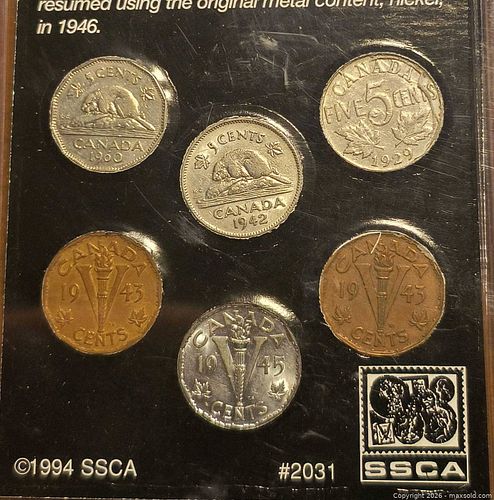 resumed using the original metal content, nickel,
in 1946.
5 CENTS
CANADA
1960
5 CENTS
CANADA
1942
CANADA
FIVE 5 CENTS
1929
CANADA
19 V 43
CENTS
CANADA
19 V 45
CENTS
CANADA
19 V 43
CENTS
©1994 SSCA
#2031
SSCA
Copyright 2026 - maxsold.com